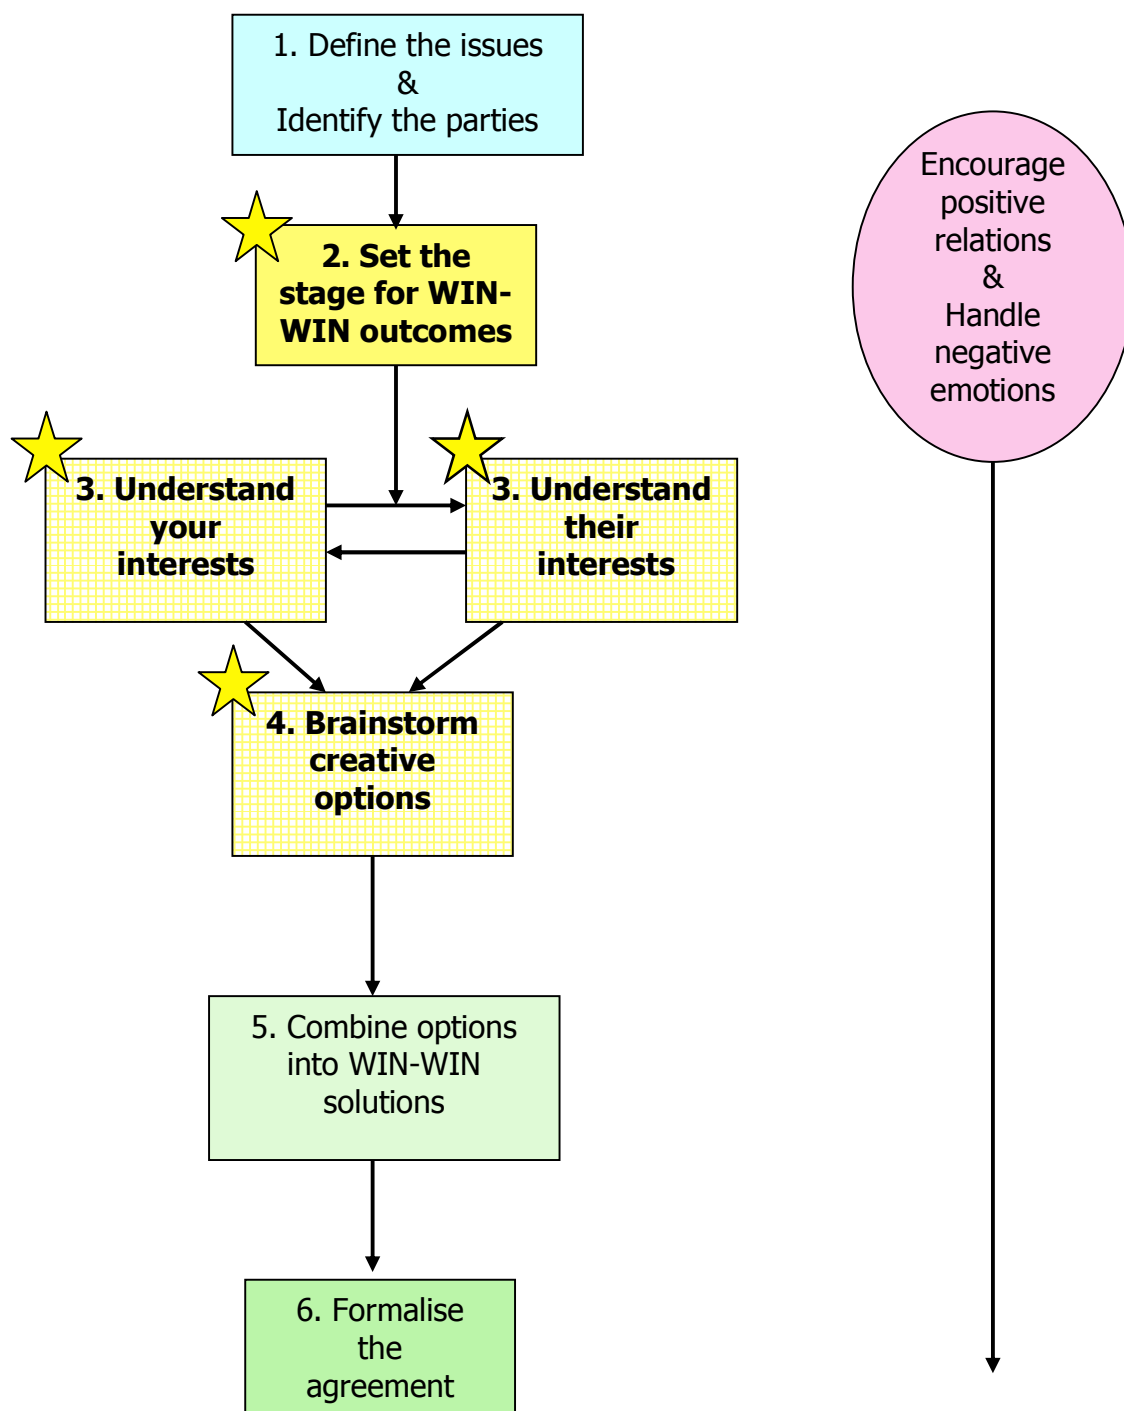 1. Define the issues
&
Identify the parties
Encourage
positive
relations
&
Handle
negative
emotions
2. Set the
stage for WIN-
WIN outcomes
3. Understand
your
interests
3. Understand
their
interests
4. Brainstorm
creative
options
5. Combine options
into WIN-WIN
solutions
6. Formalise
the
agreement